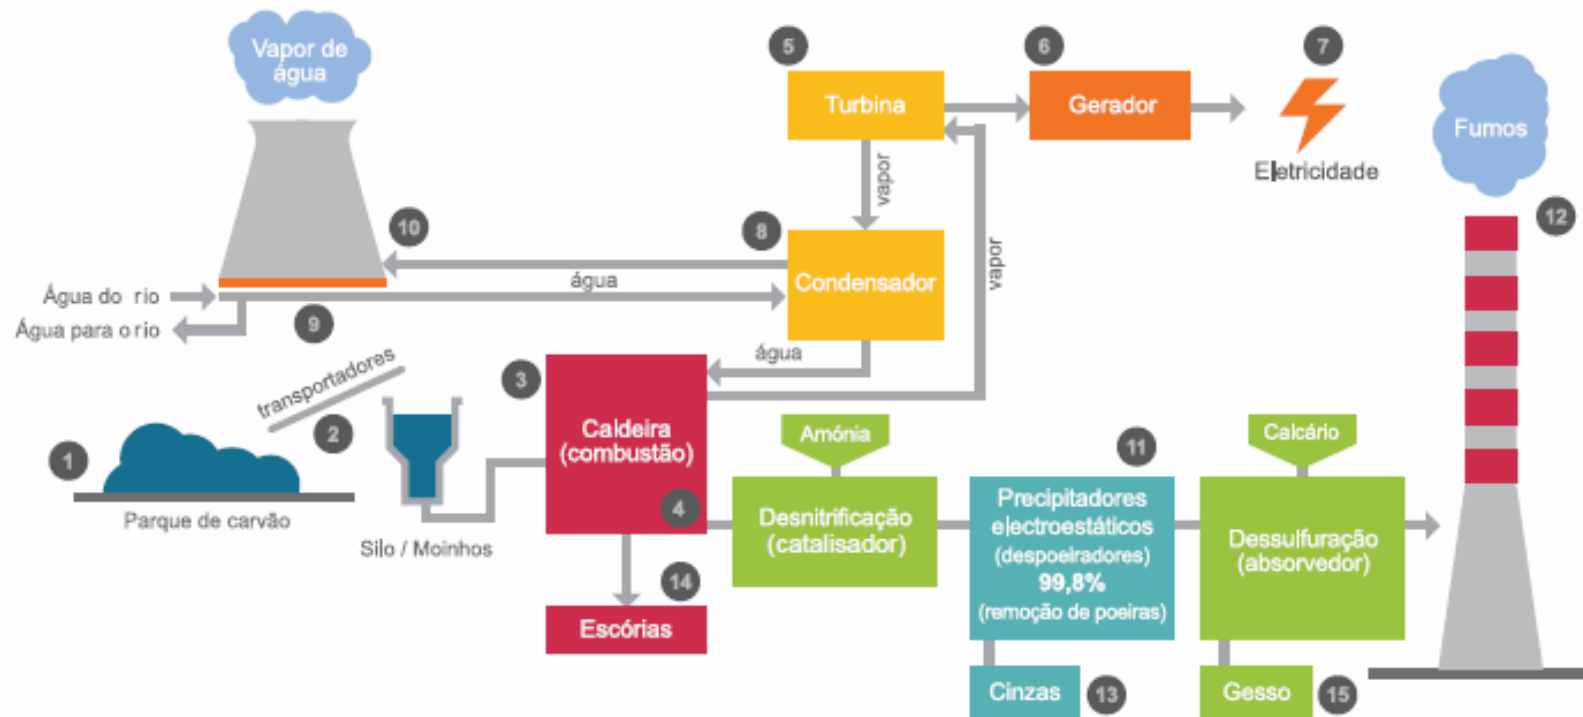 Vapor de
água
5
6
7
Turbina
Gerador
Fumos
Eletricidade
vapor
12
10
8
vapor
água
Condensador
Água do rio
Água para o rio
9
água
transportadores
3
2
Caldeira
(combustão)
Amónia
11
Calcário
1
Parque de carvão
Silo / Moinhos
4
Desnitrificação
(catalisador)
Precipitadores
electroestáticos
(despoeiradores)
99,8%
(remoção de poeiras)
Dessulfuração
(absorvedor)
14
Escórias
Cinzas
13
Gesso
15